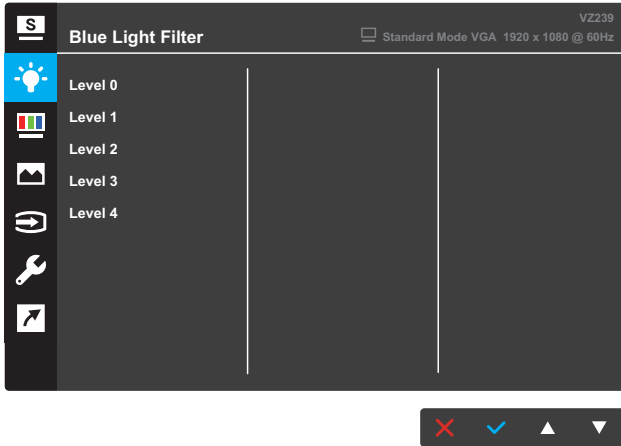 S
VZ239
Blue Light Filter
Standard Mode VGA 1920 x 1080 @ 60Hz
Level 0
Level 1
Level 2
Level 3
Level 4